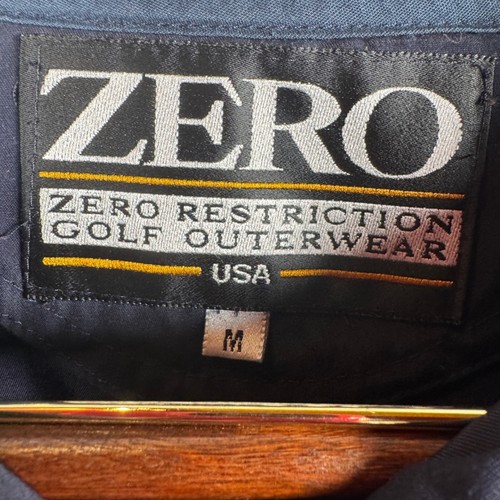 ZERO
ZERO RESTRICTION
GOLF OUTERWEAR
USA
M